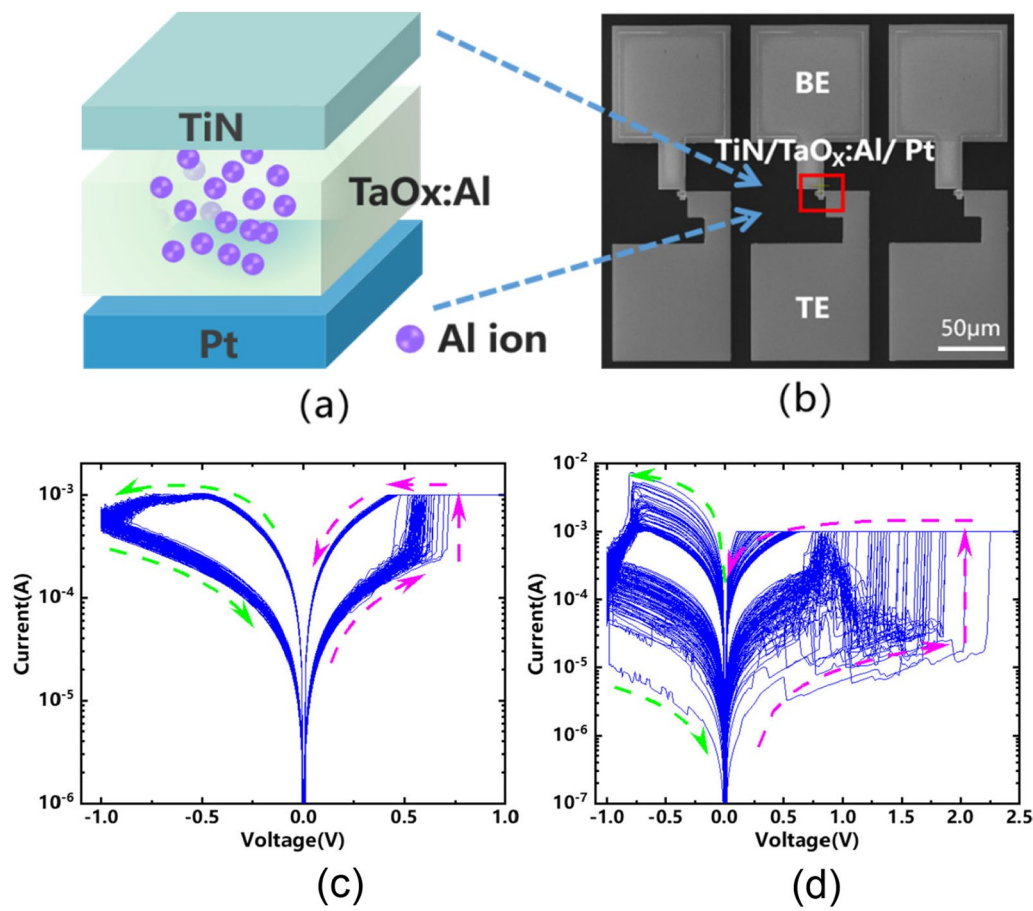 TiN
TaOx:Al
Pt
Al ion
(a)
BE
TiN/TaOₓ:Al/ Pt
TE
50μm
(b)
Current(A)
10⁻³
10⁻⁴
10⁻⁵
10⁻⁶
-1.0 -0.5 0.0 0.5 1.0
Voltage(V)
(c)
Current(A)
10⁻²
10⁻³
10⁻⁴
10⁻⁵
10⁻⁶
10⁻⁷
-1.0 -0.5 0.0 0.5 1.0 1.5 2.0 2.5
Voltage(V)
(d)